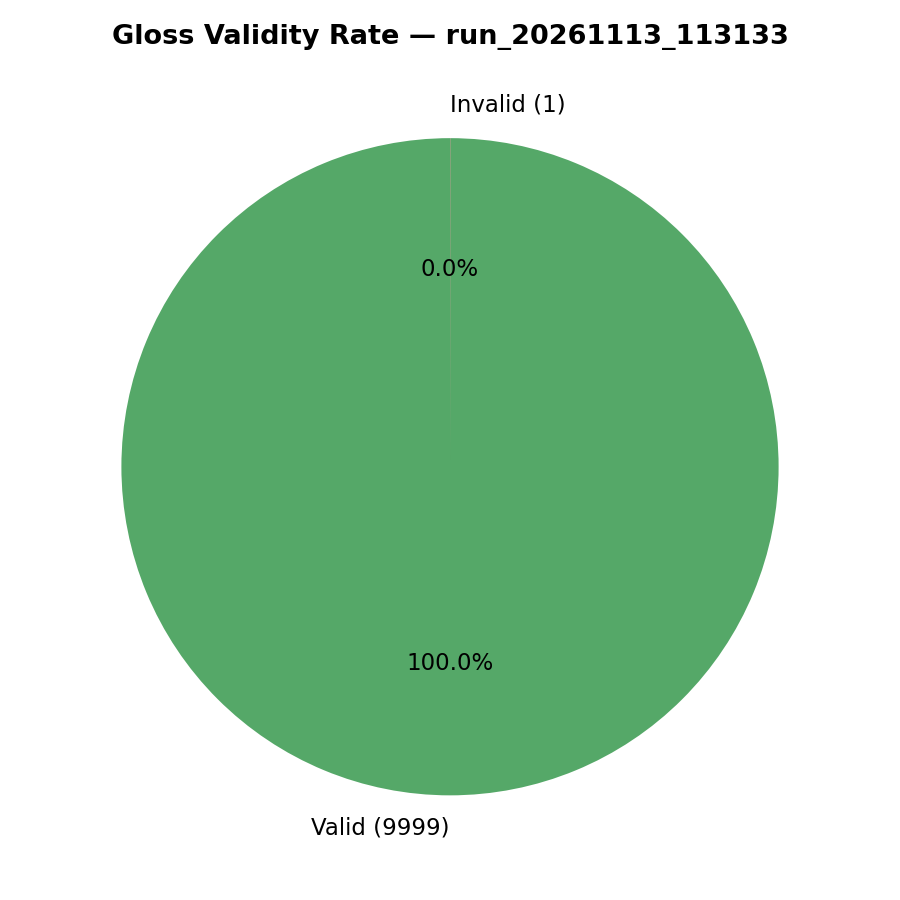 Gloss Validity Rate — run_20261113_113133
Invalid (1)
0.0%
100.0%
Valid (9999)